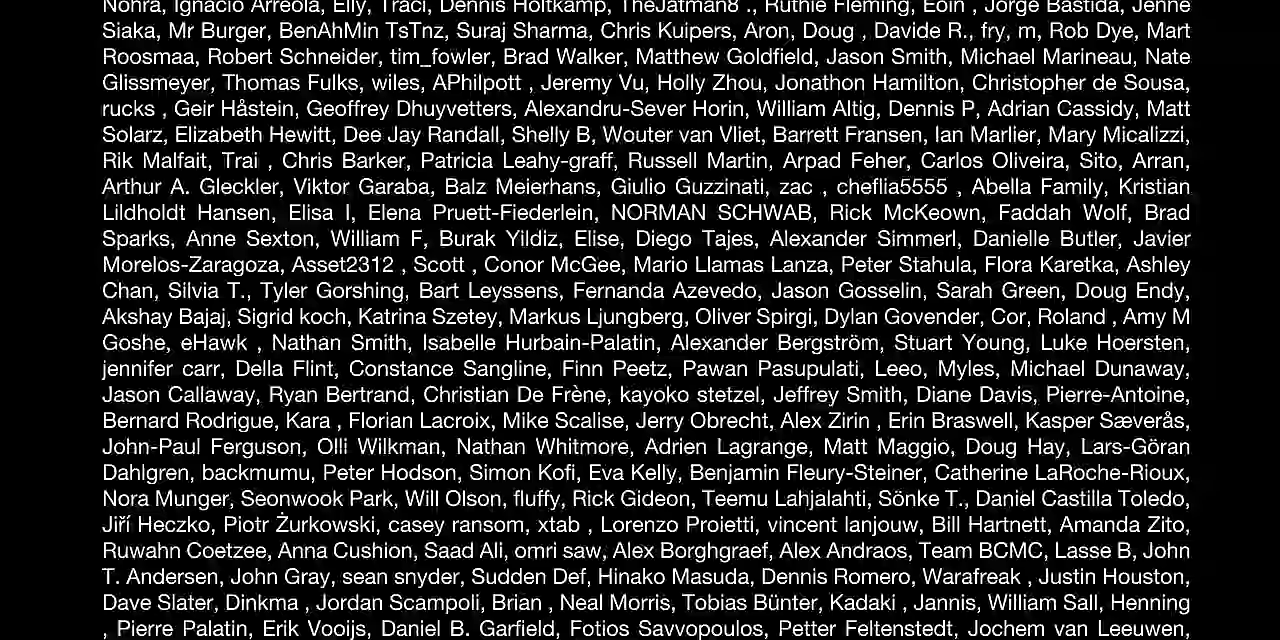 Nohra, Ignacio Arreola, Elly, Traci, Dennis Holtkamp, TheJatman8 ., Ruthie Fleming, Eoin , Jorge Bastida, Jenne
Siaka, Mr Burger, BenAhMin TsTnz, Suraj Sharma, Chris Kuipers, Aron, Doug , Davide R., fry, m, Rob Dye, Mart
Roosmaa, Robert Schneider, tim_fowler, Brad Walker, Matthew Goldfield, Jason Smith, Michael Marineau, Nate
Glissmeyer, Thomas Fulks, wiles, APhilpott , Jeremy Vu, Holly Zhou, Jonathon Hamilton, Christopher de Sousa,
rucks , Geir Håstein, Geoffrey Dhuyvetters, Alexandru-Sever Horin, William Altig, Dennis P, Adrian Cassidy, Matt
Solarz, Elizabeth Hewitt, Dee Jay Randall, Shelly B, Wouter van Vliet, Barrett Fransen, Ian Marlier, Mary Micalizzi,
Rik Malfait, Trai , Chris Barker, Patricia Leahy-graff, Russell Martin, Arpad Feher, Carlos Oliveira, Sito, Arran,
Arthur A. Gleckler, Viktor Garaba, Balz Meierhans, Giulio Guzzinati, zac , cheflia5555 , Abella Family, Kristian
Lildholdt Hansen, Elisa I, Elena Pruett-Fiederlein, NORMAN SCHWAB, Rick McKeown, Faddah Wolf, Brad
Sparks, Anne Sexton, William F, Burak Yildiz, Elise, Diego Tajes, Alexander Simmerl, Danielle Butler, Javier
Morelos-Zaragoza, Asset2312 , Scott , Conor McGee, Mario Llamas Lanza, Peter Stahula, Flora Karetka, Ashley
Chan, Silvia T., Tyler Gorshing, Bart Leyssens, Fernanda Azevedo, Jason Gosselin, Sarah Green, Doug Endy,
Akshay Bajaj, Sigrid koch, Katrina Szetey, Markus Ljungberg, Oliver Spirgi, Dylan Govender, Cor, Roland , Amy M
Goshe, eHawk , Nathan Smith, Isabelle Hurbain-Palatin, Alexander Bergström, Stuart Young, Luke Hoersten,
jennifer carr, Della Flint, Constance Sangline, Finn Peetz, Pawan Pasupulati, Leeo, Myles, Michael Dunaway,
Jason Callaway, Ryan Bertrand, Christian De Frène, kayoko stetzel, Jeffrey Smith, Diane Davis, Pierre-Antoine,
Bernard Rodrigue, Kara , Florian Lacroix, Mike Scalise, Jerry Obrecht, Alex Zirin , Erin Braswell, Kasper Sæverås,
John-Paul Ferguson, Olli Wilkman, Nathan Whitmore, Adrien Lagrange, Matt Maggio, Doug Hay, Lars-Göran
Dahlgren, backmumu, Peter Hodson, Simon Kofi, Eva Kelly, Benjamin Fleury-Steiner, Catherine LaRoche-Rioux,
Nora Munger, Seonwook Park, Will Olson, fluffy, Rick Gideon, Teemu Lahjalahti, Sönke T., Daniel Castilla Toledo,
Jiří Heczko, Piotr Żurkowski, casey ransom, xtab , Lorenzo Proietti, vincent lanjouw, Bill Hartnett, Amanda Zito,
Ruwahn Coetzee, Anna Cushion, Saad Ali, omri saw, Alex Borghgraef, Alex Andraos, Team BCMC, Lasse B, John
T. Andersen, John Gray, sean snyder, Sudden Def, Hinako Masuda, Dennis Romero, Warafreak , Justin Houston,
Dave Slater, Dinkma , Jordan Scampoli, Brian , Neal Morris, Tobias Bünter, Kadaki , Jannis, William Sall, Henning
, Pierre Palatin, Erik Vooijs, Daniel B. Garfield, Fotios Savvopoulos, Petter Feltenstedt, Jochem van Leeuwen,